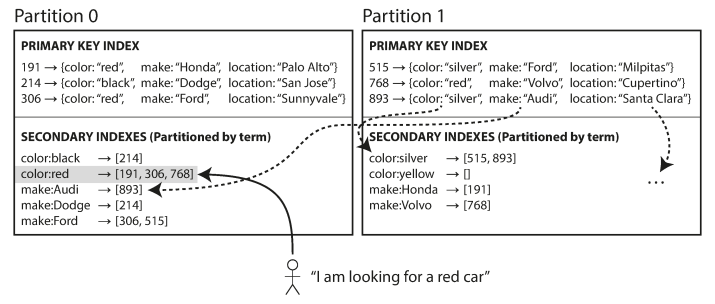 Partition 0
PRIMARY KEY INDEX
191 → {color: “red”, make: “Honda”, location: “Palo Alto”}
214 → {color: “black”, make: “Dodge”, location: “San Jose”}
306 → {color: “red”, make: “Ford”, location: “Sunnyvale”}
SECONDARY INDEXES (Partitioned by term)
color:black → [214]
color:red → [191, 306, 768]
make:Audi → [893]
make:Dodge → [214]
make:Ford → [306, 515]
Partition 1
PRIMARY KEY INDEX
515 → {color: “silver”, make: “Ford”, location: “Milpitas”}
768 → {color: “red”, make: “Volvo”, location: “Cupertino”}
893 → {color: “silver”, make: “Audi”, location: “Santa Clara”}
SECONDARY INDEXES (Partitioned by term)
color:silver → [515, 893]
color:yellow → []
make:Honda → [191]
make:Volvo → [768]
...
“I am looking for a red car”